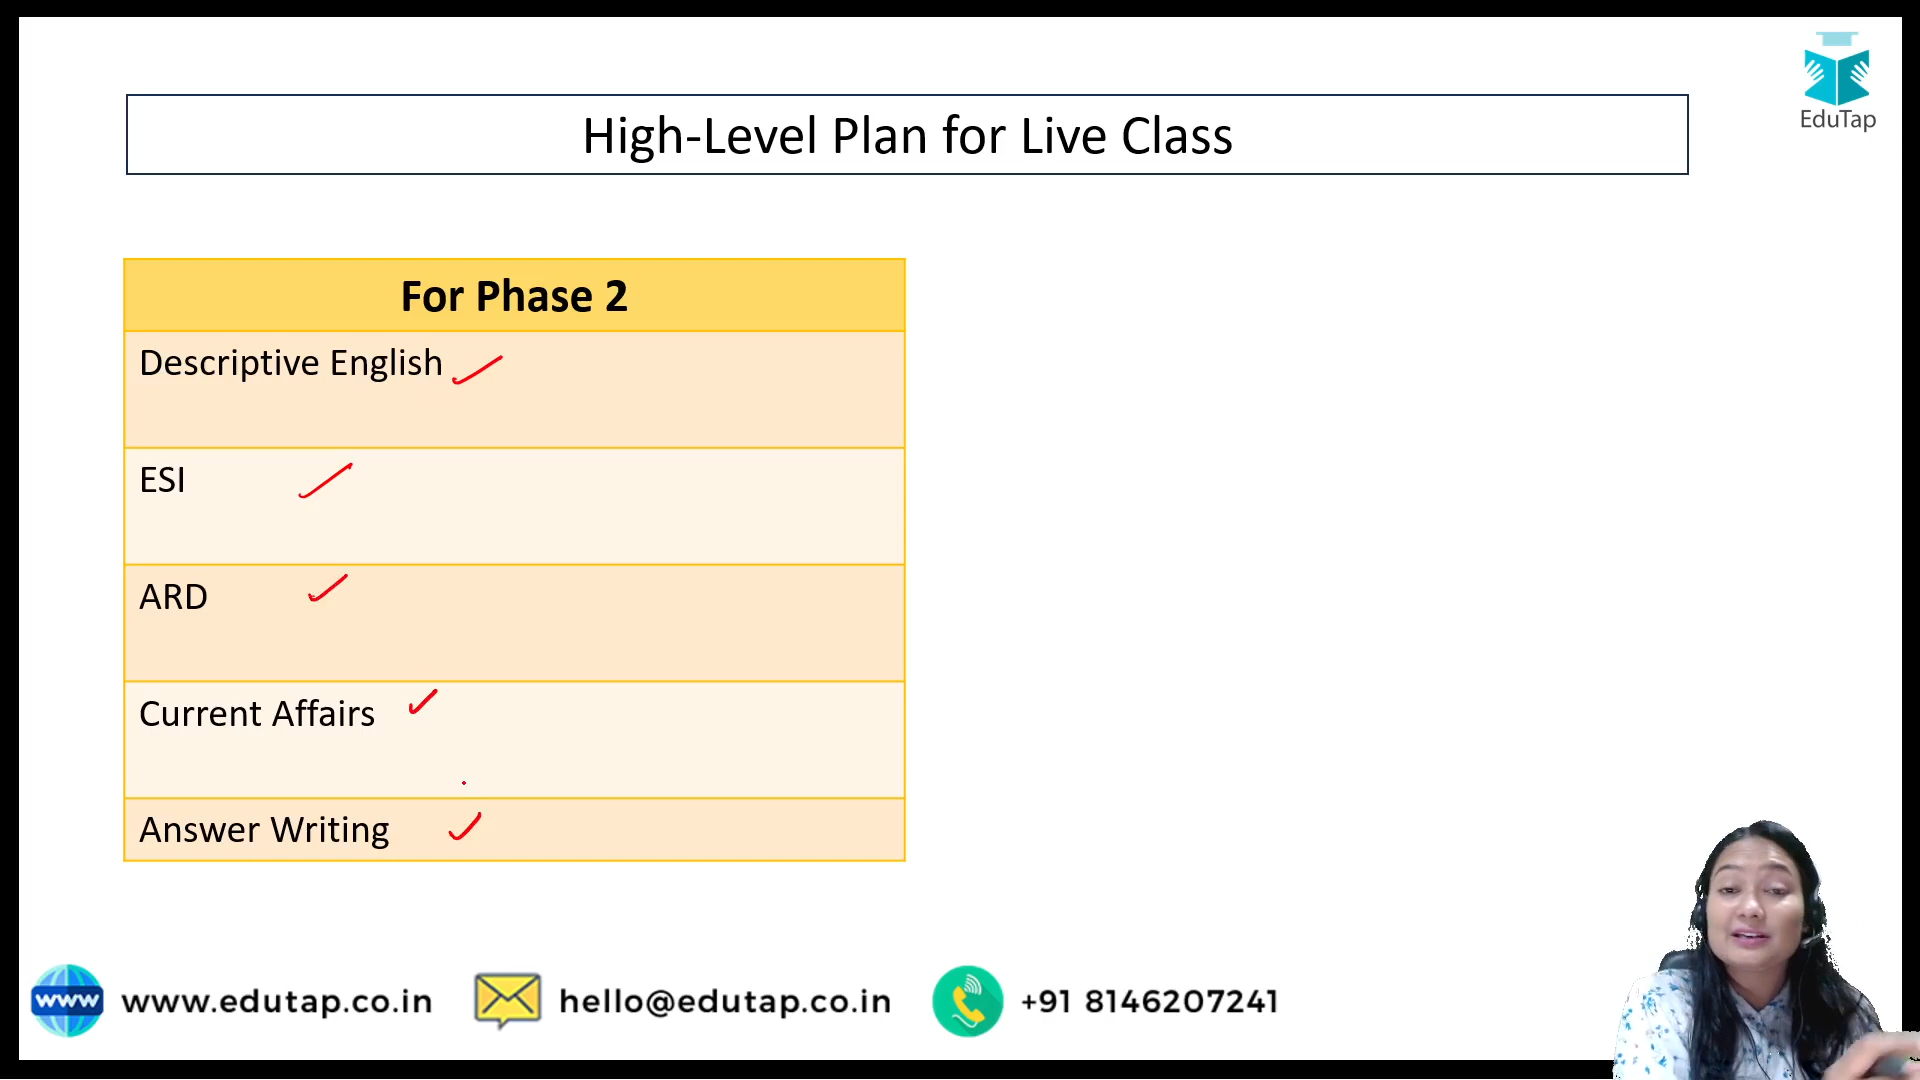 EduTap
High-Level Plan for Live Class
For Phase 2
Descriptive English
ESI
ARD
Current Affairs
Answer Writing
www www.edutap.co.in hello@edutap.co.in +91 8146207241